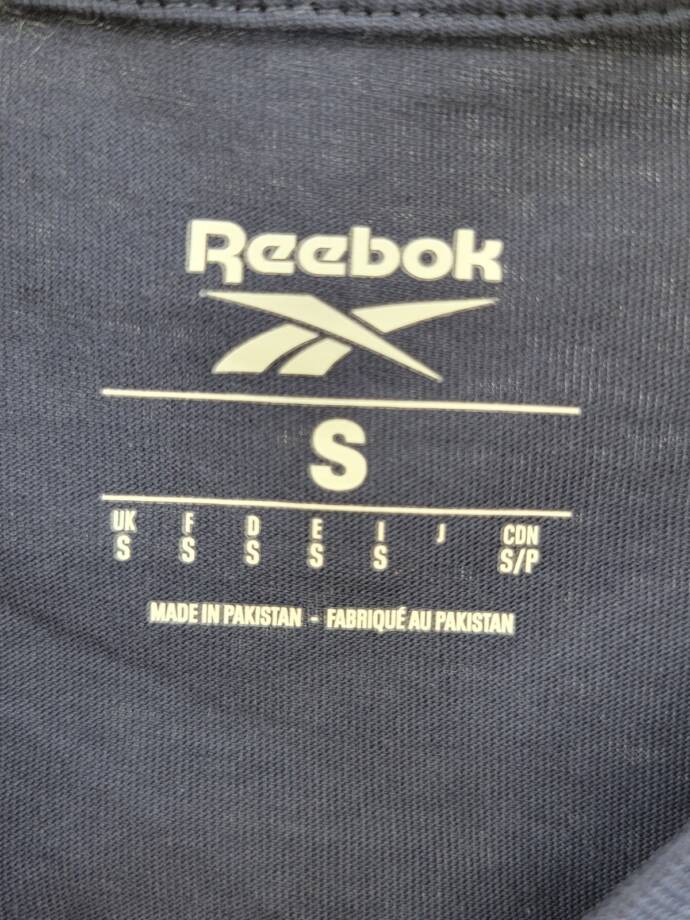 Reebok
S
UK F D E I J CDN
S S S S S S/P
MADE IN PAKISTAN - FABRIQUÉ AU PAKISTAN